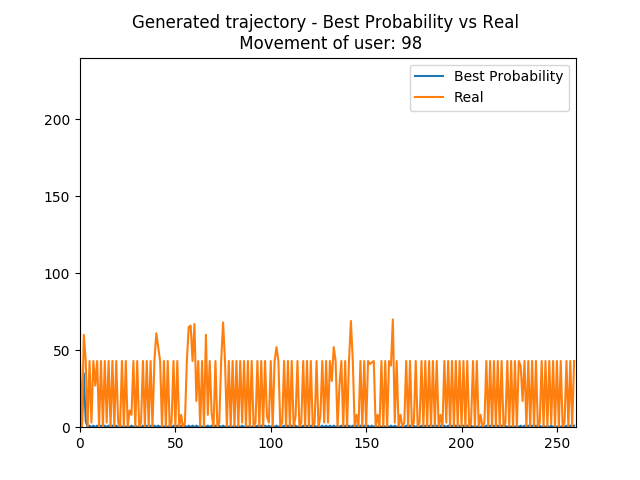 Generated trajectory - Best Probability vs Real
Movement of user: 98
Best Probability
Real
200
150
100
50
0
0 50 100 150 200 250